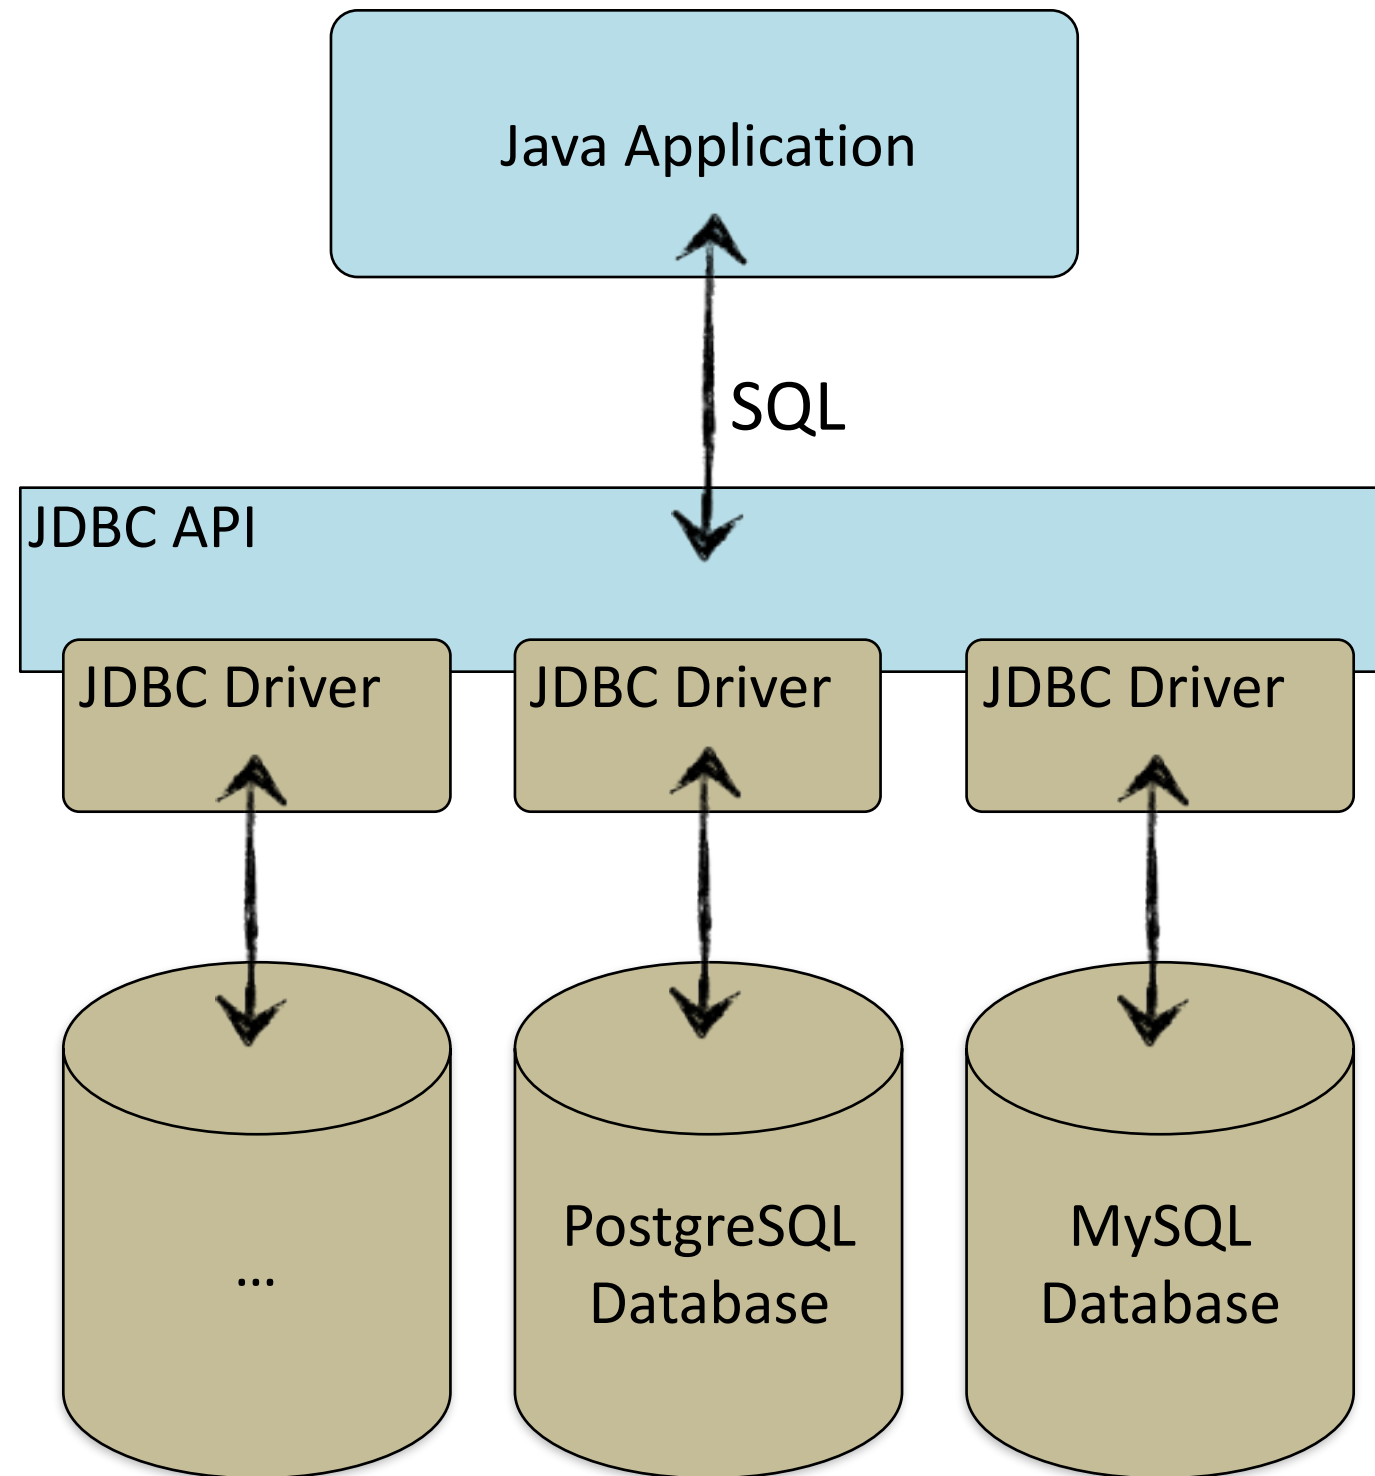 Java Application
SQL
JDBC API
JDBC Driver
JDBC Driver
JDBC Driver
...
PostgreSQL
Database
MySQL
Database